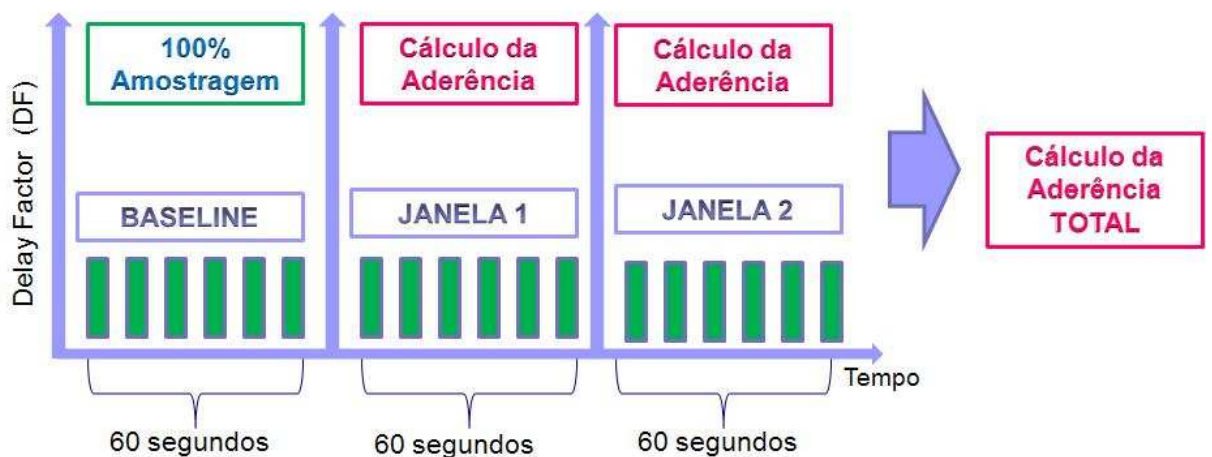 Delay Factor (DF)
100%
Amostragem
Cálculo da
Aderência
Cálculo da
Aderência
BASELINE
JANELA 1
JANELA 2
Cálculo da
Aderência
TOTAL
Tempo
60 segundos
60 segundos
60 segundos